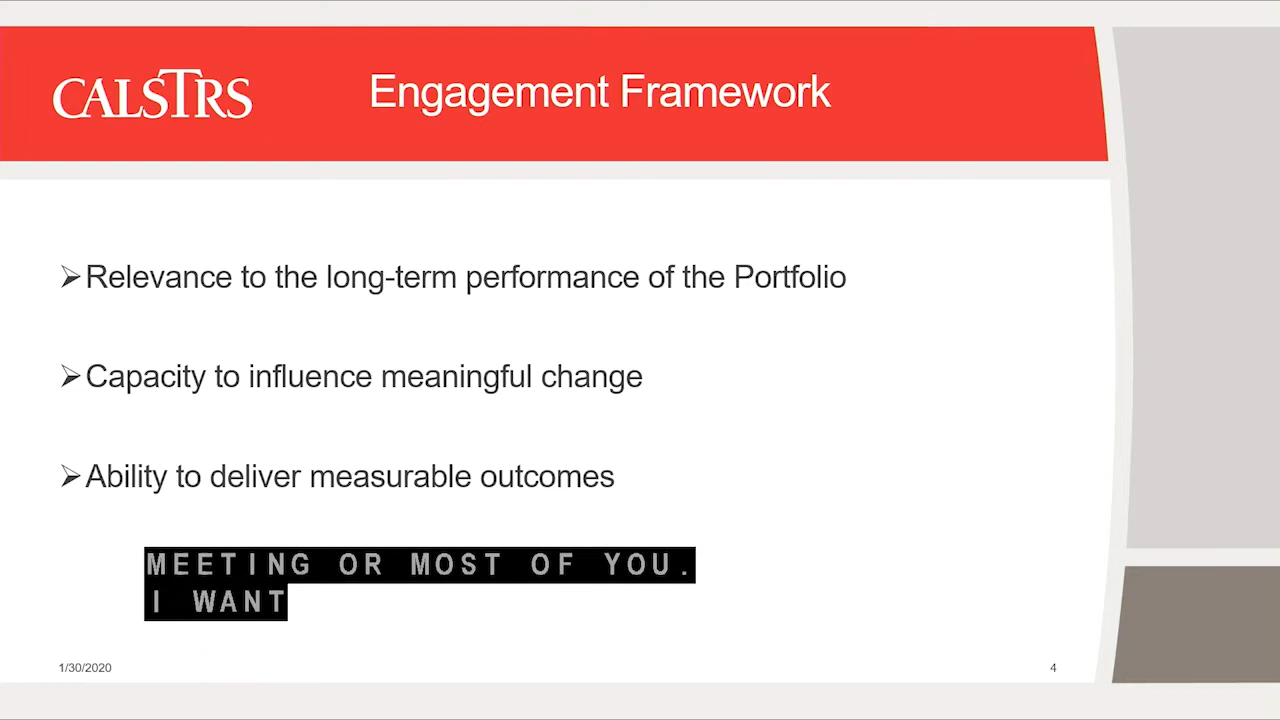 CALSTRS
Engagement Framework
➢Relevance to the long-term performance of the Portfolio
➢Capacity to influence meaningful change
➢Ability to deliver measurable outcomes
MEETING OR MOST OF YOU.
I WANT
1/30/2020
4